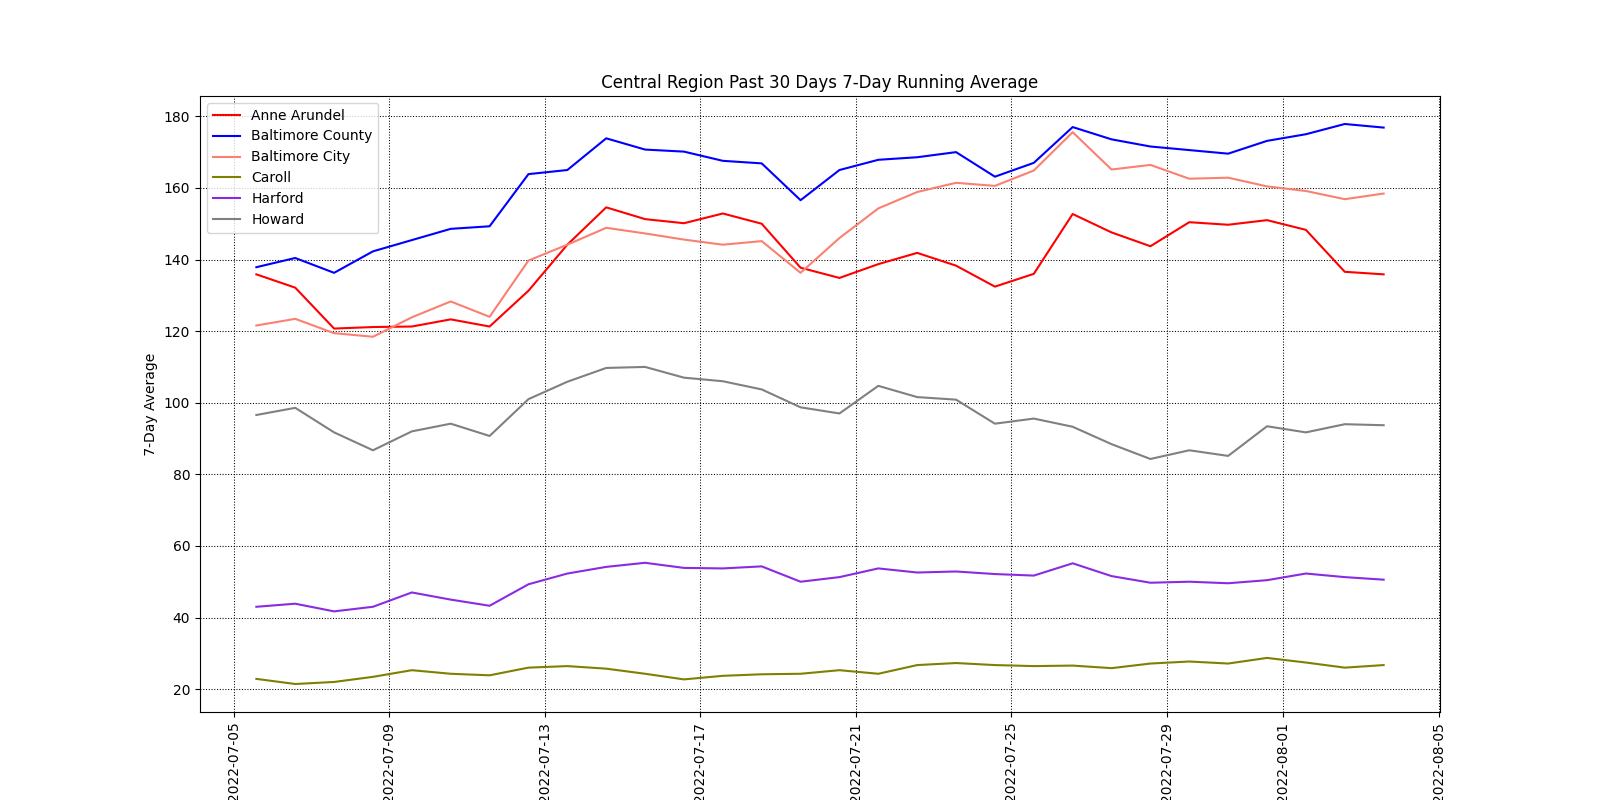 Central Region Past 30 Days 7-Day Running Average
Anne Arundel
Baltimore County
Baltimore City
Caroll
Harford
Howard
7-Day Average
180
160
140
120
100
80
60
40
20
2022-07-05
2022-07-09
2022-07-13
2022-07-17
2022-07-21
2022-07-25
2022-07-29
2022-08-01
2022-08-05